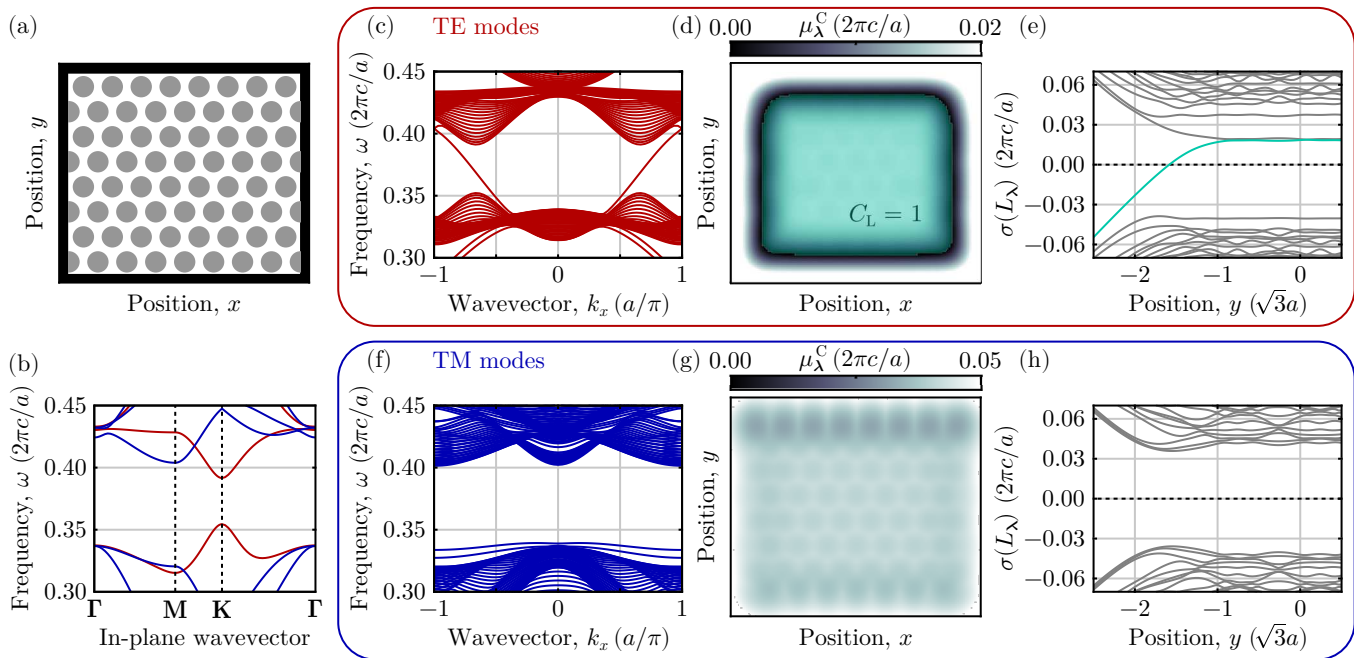 (a)
Position, y
Position, x
(b)
Frequency, ω (2πc/a)
0.45
0.40
0.35
0.30
Γ M K Γ
In-plane wavevector
(c) TE modes
Frequency, ω (2πc/a)
0.45
0.40
0.35
0.30
−1 0 1
Wavevector, kₓ (a/π)
(d)
0.00 μ_λ^C (2πc/a) 0.02
Position, y
C_L = 1
Position, x
(e)
σ(L_λ) (2πc/a)
0.06
0.03
0.00
−0.03
−0.06
−2 −1 0
Position, y (√3a)
(f) TM modes
Frequency, ω (2πc/a)
0.45
0.40
0.35
0.30
−1 0 1
Wavevector, kₓ (a/π)
(g)
0.00 μ_λ^C (2πc/a) 0.05
Position, y
Position, x
(h)
σ(L_λ) (2πc/a)
0.06
0.03
0.00
−0.03
−0.06
−2 −1 0
Position, y (√3a)